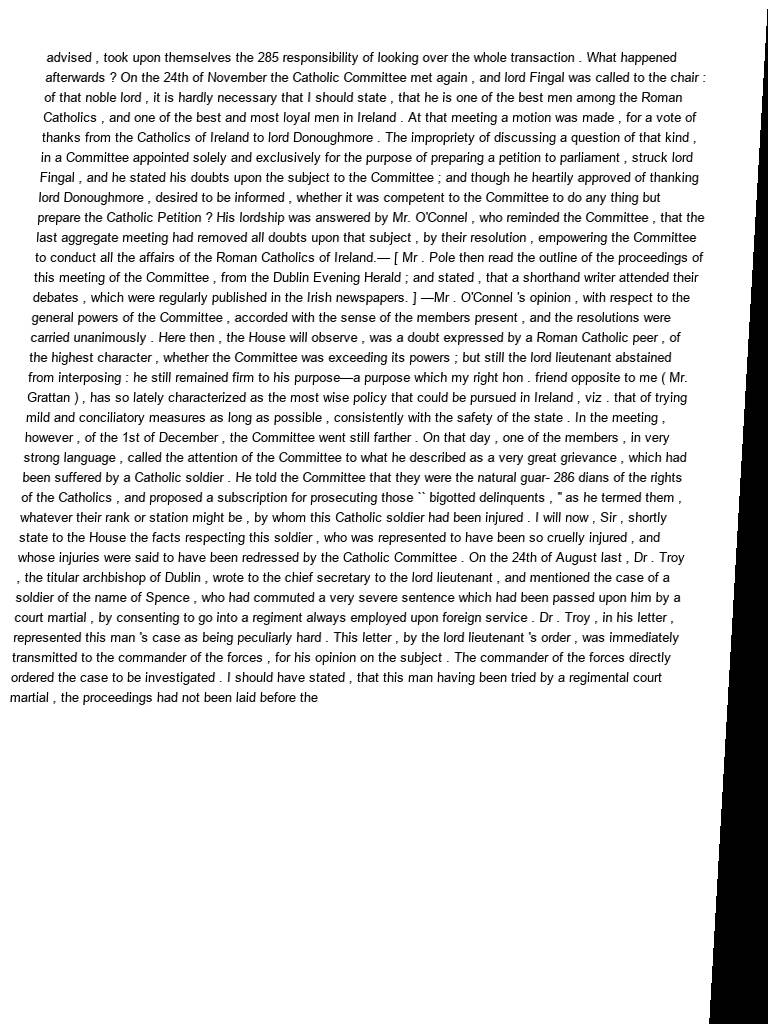 advised , took upon themselves the 285 responsibility of looking over the whole transaction . What happened
afterwards ? On the 24th of November the Catholic Committee met again , and lord Fingal was called to the chair :
of that noble lord , it is hardly necessary that I should state , that he is one of the best men among the Roman
Catholics , and one of the best and most loyal men in Ireland . At that meeting a motion was made , for a vote of
thanks from the Catholics of Ireland to lord Donoughmore . The impropriety of discussing a question of that kind ,
in a Committee appointed solely and exclusively for the purpose of preparing a petition to parliament , struck lord
Fingal , and he stated his doubts upon the subject to the Committee ; and though he heartily approved of thanking
lord Donoughmore , desired to be informed , whether it was competent to the Committee to do any thing but
prepare the Catholic Petition ? His lordship was answered by Mr. O'Connel , who reminded the Committee , that the
last aggregate meeting had removed all doubts upon that subject , by their resolution , empowering the Committee
to conduct all the affairs of the Roman Catholics of Ireland.— [ Mr . Pole then read the outline of the proceedings of
this meeting of the Committee , from the Dublin Evening Herald ; and stated , that a shorthand writer attended their
debates , which were regularly published in the Irish newspapers. ] —Mr . O'Connel 's opinion , with respect to the
general powers of the Committee , accorded with the sense of the members present , and the resolutions were
carried unanimously . Here then , the House will observe , was a doubt expressed by a Roman Catholic peer , of
the highest character , whether the Committee was exceeding its powers ; but still the lord lieutenant abstained
from interposing : he still remained firm to his purpose—a purpose which my right hon . friend opposite to me ( Mr.
Grattan ) , has so lately characterized as the most wise policy that could be pursued in Ireland , viz . that of trying
mild and conciliatory measures as long as possible , consistently with the safety of the state . In the meeting ,
however , of the 1st of December , the Committee went still farther . On that day , one of the members , in very
strong language , called the attention of the Committee to what he described as a very great grievance , which had
been suffered by a Catholic soldier . He told the Committee that they were the natural guar- 286 dians of the rights
of the Catholics , and proposed a subscription for prosecuting those `` bigotted delinquents , " as he termed them ,
whatever their rank or station might be , by whom this Catholic soldier had been injured . I will now , Sir , shortly
state to the House the facts respecting this soldier , who was represented to have been so cruelly injured , and
whose injuries were said to have been redressed by the Catholic Committee . On the 24th of August last , Dr . Troy
, the titular archbishop of Dublin , wrote to the chief secretary to the lord lieutenant , and mentioned the case of a
soldier of the name of Spence , who had commuted a very severe sentence which had been passed upon him by a
court martial , by consenting to go into a regiment always employed upon foreign service . Dr . Troy , in his letter ,
represented this man 's case as being peculiarly hard . This letter , by the lord lieutenant 's order , was immediately
transmitted to the commander of the forces , for his opinion on the subject . The commander of the forces directly
ordered the case to be investigated . I should have stated , that this man having been tried by a regimental court
martial , the proceedings had not been laid before the